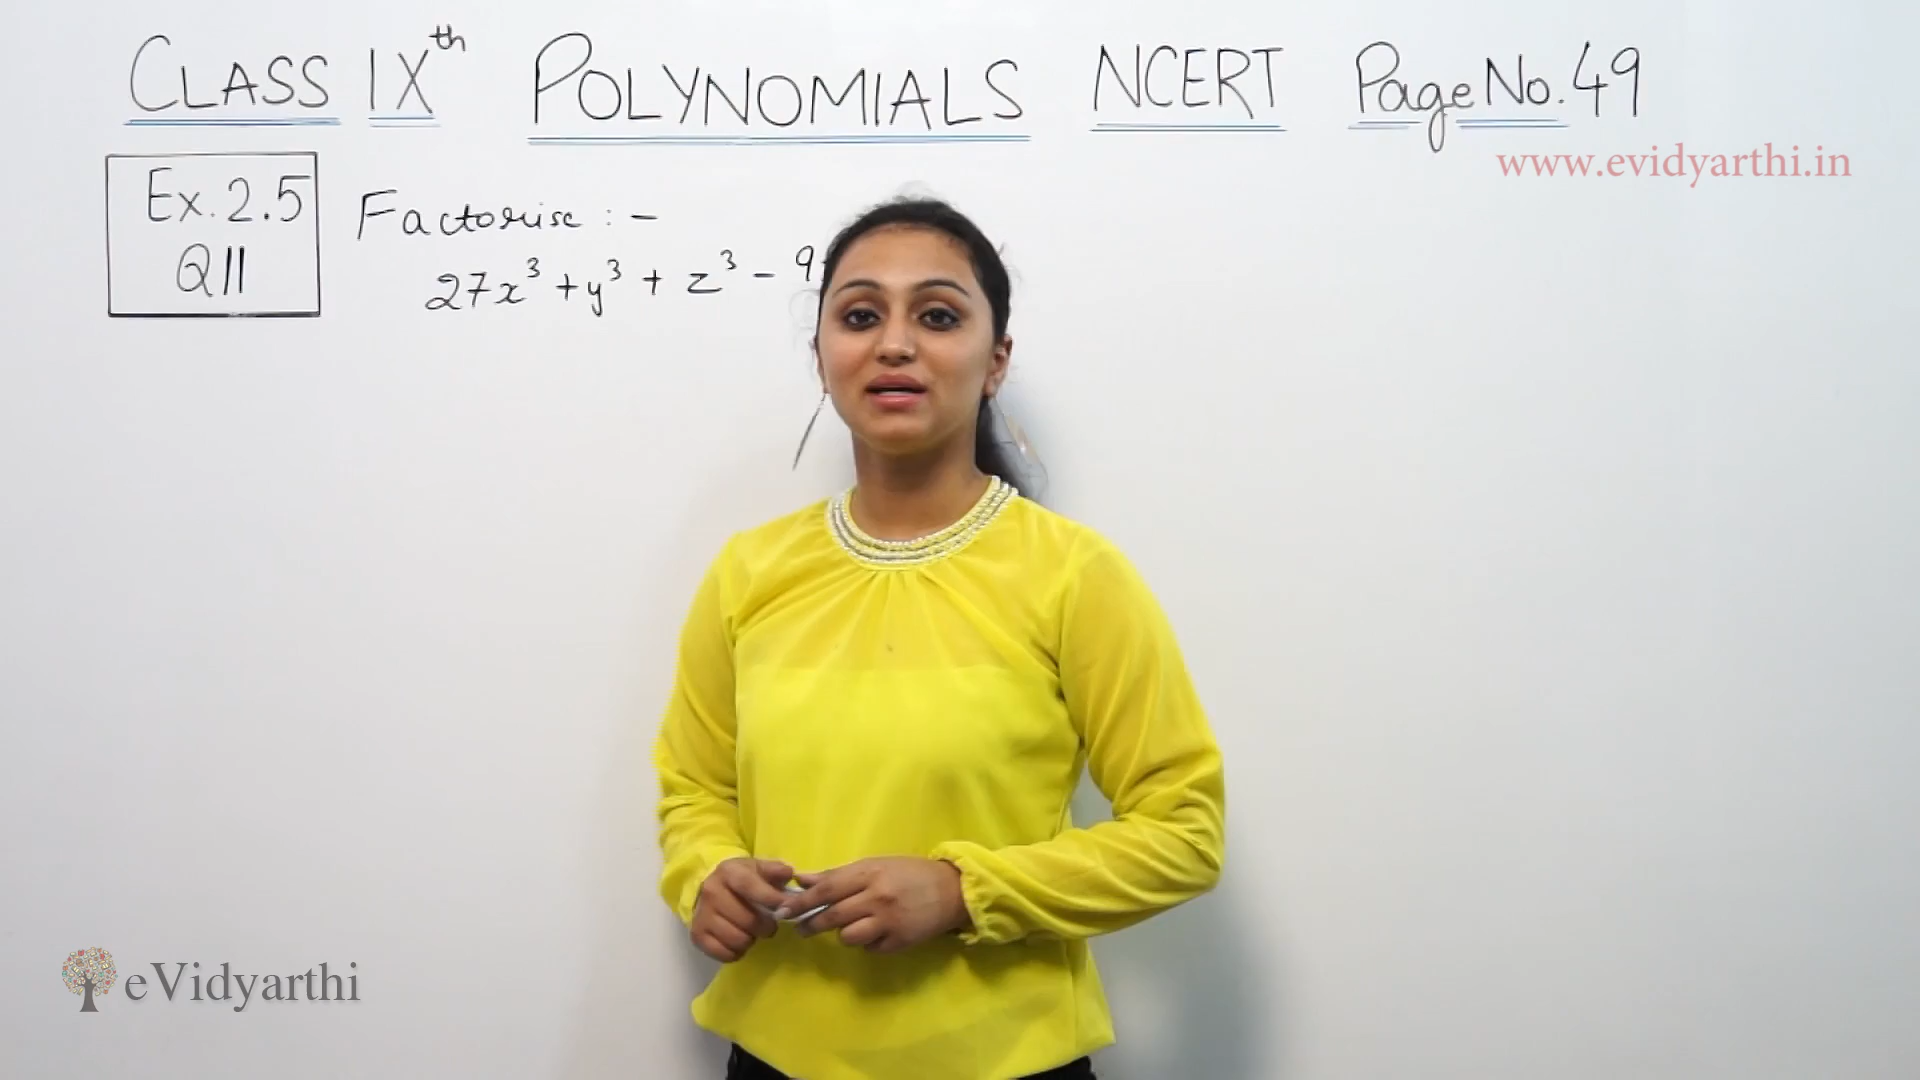 CLASS IXth POLYNOMIALS NCERT Page No. 49
www.evidyarthi.in
Ex. 2.5
Q11
Factorise :-
27x³ + y³ + z³ - 9
eVidyarthi